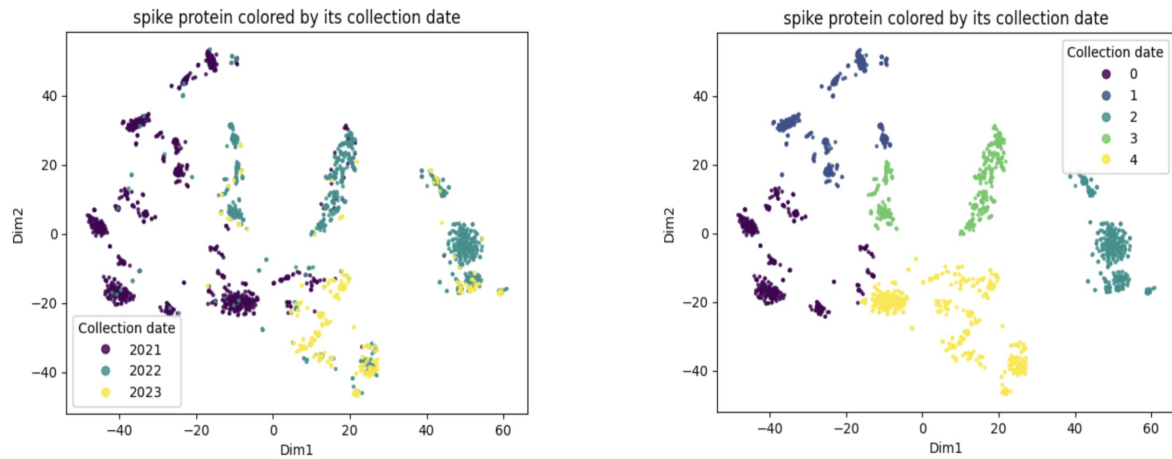 spike protein colored by its collection date
40
20
0
−20
−40
Dim2
Collection date
2021
2022
2023
−40 −20 0 20 40 60
Dim1
spike protein colored by its collection date
Collection date
0
1
2
3
4
40
20
0
−20
−40
Dim2
−40 −20 0 20 40 60
Dim1